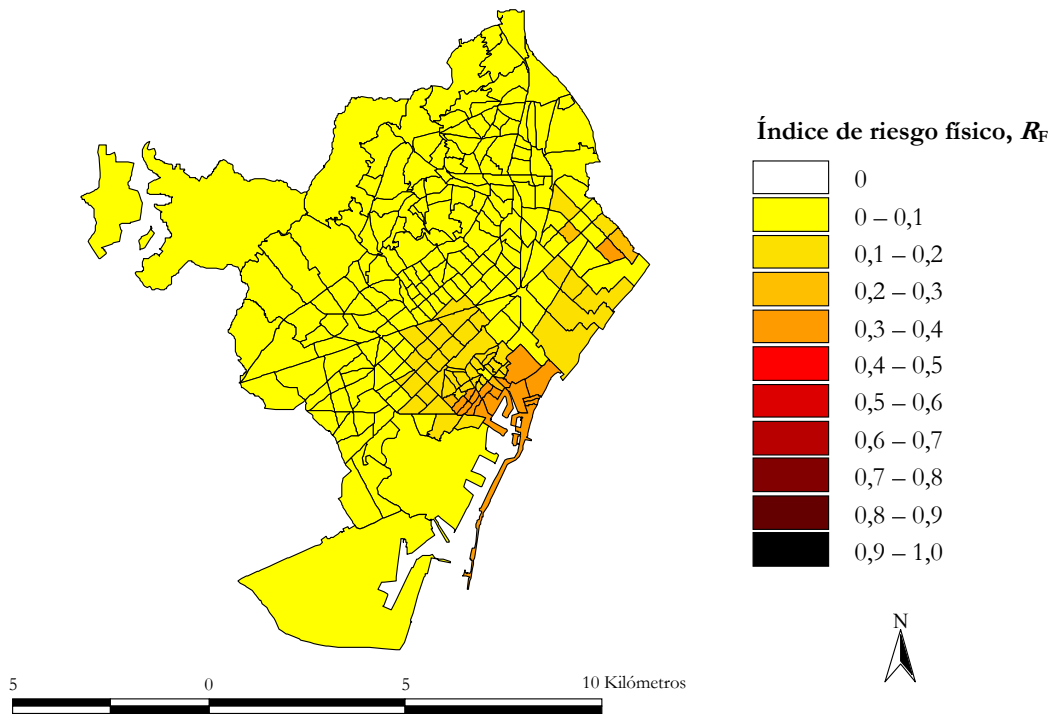 Índice de riesgo físico, RF
0
0 – 0,1
0,1 – 0,2
0,2 – 0,3
0,3 – 0,4
0,4 – 0,5
0,5 – 0,6
0,6 – 0,7
0,7 – 0,8
0,8 – 0,9
0,9 – 1,0
N
5 0 5 10 Kilómetros